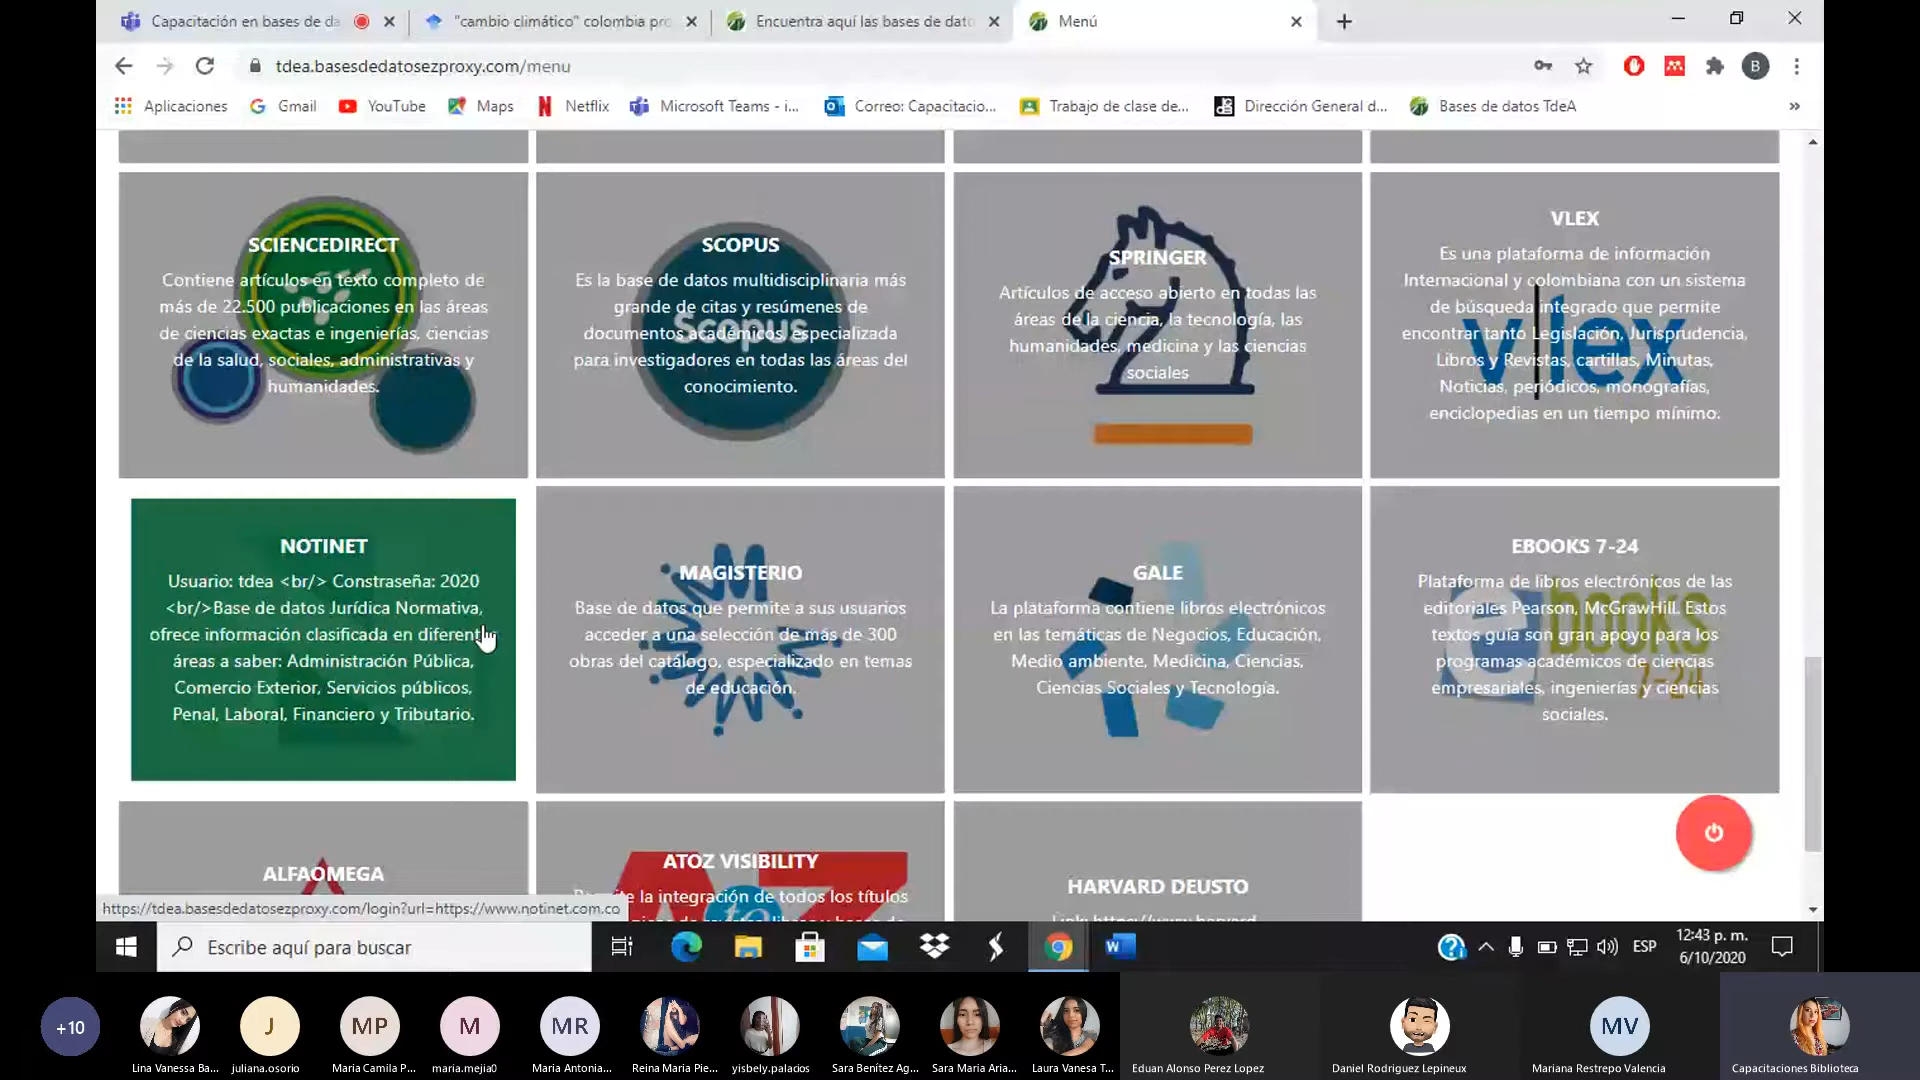 Capacitación en bases de da
"cambio climático" colombia pro
Encuentra aquí las bases de dato
Menú
tdea.basesdedatosezproxy.com/menu
B
Aplicaciones
Gmail
YouTube
Maps
Netflix
Microsoft Teams - i...
Correo: Capacitacio...
Trabajo de clase de...
Dirección General d...
Bases de datos TdeA
»
SCIENCEDIRECT
Contiene artículos en texto completo de
más de 22.500 publicaciones en las áreas
de ciencias exactas e ingenierías, ciencias
de la salud, sociales, administrativas y
humanidades.
SCOPUS
Es la base de datos multidisciplinaria más
grande de citas y resúmenes de
documentos académicos, especializada
para investigadores en todas las áreas del
conocimiento.
Scopus
SPRINGER
Artículos de acceso abierto en todas las
áreas de la ciencia, la tecnología, las
humanidades, medicina y las ciencias
sociales
VLEX
Es una plataforma de información
Internacional y colombiana con un sistema
de búsqueda integrado que permite
encontrar tanto Legislación, Jurisprudencia,
Libros y Revistas, cartillas, Minutas,
Noticias, periódicos, monografías,
enciclopedias en un tiempo mínimo.
vlex
NOTINET
Usuario: tdea <br/> Constraseña: 2020
<br/>Base de datos Jurídica Normativa,
ofrece información clasificada en diferent
áreas a saber: Administración Pública,
Comercio Exterior, Servicios públicos,
Penal, Laboral, Financiero y Tributario.
MAGISTERIO
Base de datos que permite a sus usuarios
acceder a una selección de más de 300
obras del catálogo, especializado en temas
de educación.
GALE
La plataforma contiene libros electrónicos
en las temáticas de Negocios, Educación,
Medio ambiente, Medicina, Ciencias,
Ciencias Sociales y Tecnología.
EBOOKS 7-24
Plataforma de libros electrónicos de las
editoriales Pearson, McGrawHill. Estos
textos guía son gran apoyo para los
programas académicos de ciencias
empresariales, ingenierías y ciencias
sociales.
e books
7-24
ALFAOMEGA
ATOZ VISIBILITY
la integración de todos los títulos
HARVARD DEUSTO
Link: https://www.harvard
https://tdea.basesdedatosezproxy.com/login?url=https://www.notinet.com.co
Escribe aquí para buscar
ESP
12:43 p. m.
6/10/2020
+10
J
MP
M
MR
MV
Lina Vanessa Ba...
juliana.osorio
Maria Camila P...
maria.mejia0
Maria Antonia...
Reina Maria Pie...
yisbely.palacios
Sara Benítez Ag...
Sara Maria Aria...
Laura Vanesa T...
Eduan Alonso Perez Lopez
Daniel Rodriguez Lepineux
Mariana Restrepo Valencia
Capacitaciones Biblioteca